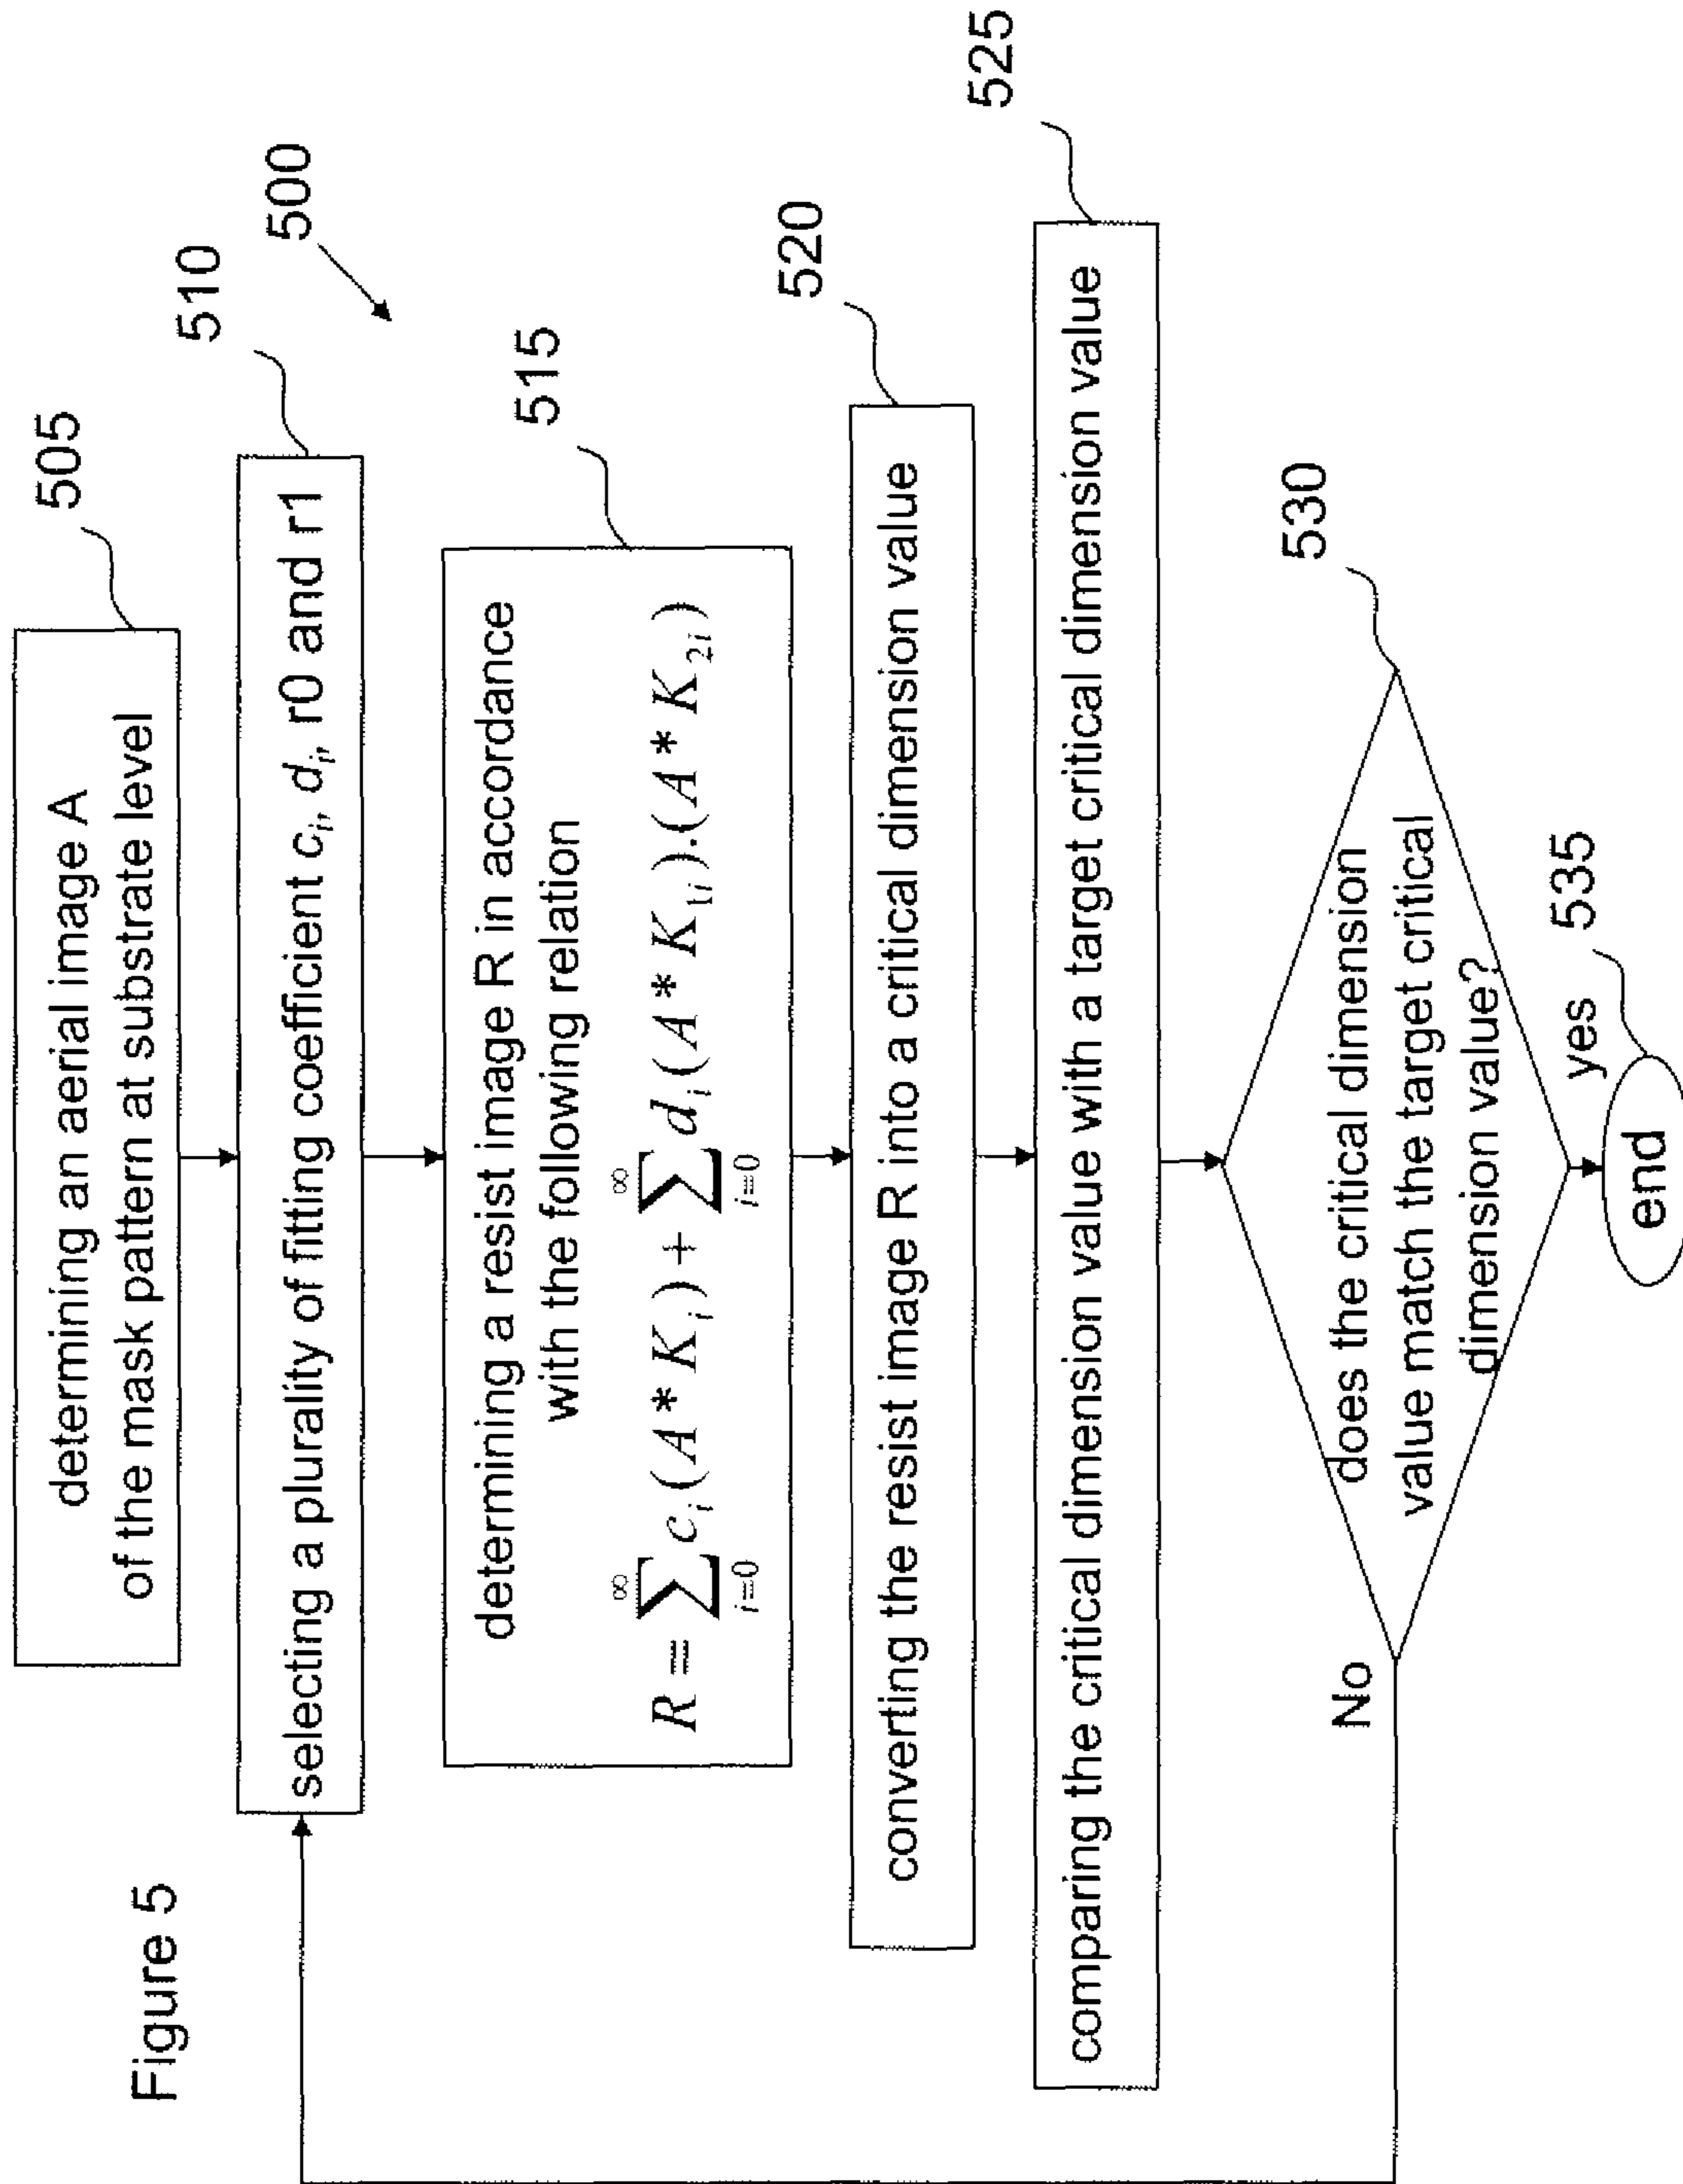 Figure 5
500
determining an aerial image A
of the mask pattern at substrate level
505
selecting a plurality of fitting coefficient c_i, d_i, r0 and r1
510
determining a resist image R in accordance
with the following relation
R = ∑_{i=0}^{∞} c_i (A * K_i) + ∑_{i=0}^{∞} d_i (A * K_{1i}).(A * K_{2i})
515
converting the resist image R into a critical dimension value
520
comparing the critical dimension value with a target critical dimension value
525
does the critical dimension
value match the target critical
dimension value?
530
No
yes
end
535